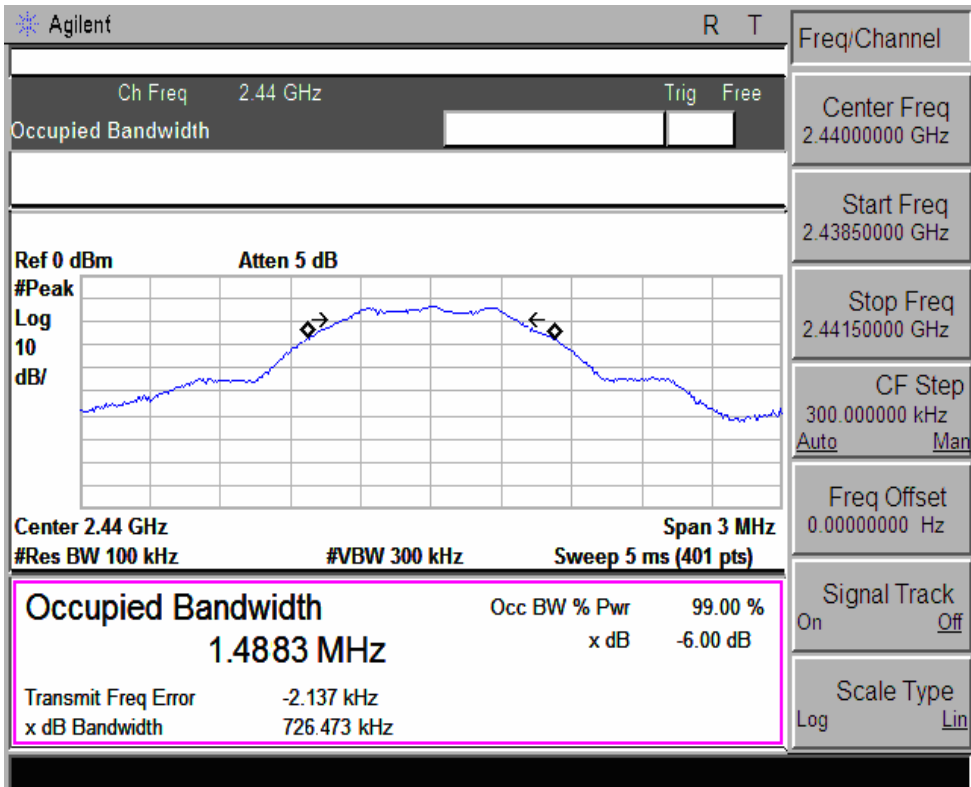 Agilent R T
Ch Freq 2.44 GHz Trig Free
Occupied Bandwidth
Ref 0 dBm Atten 5 dB
#Peak
Log
10
dB/
Center 2.44 GHz Span 3 MHz
#Res BW 100 kHz #VBW 300 kHz Sweep 5 ms (401 pts)
Occupied Bandwidth Occ BW % Pwr 99.00 %
1.4883 MHz x dB -6.00 dB
Transmit Freq Error -2.137 kHz
x dB Bandwidth 726.473 kHz
Freq/Channel
Center Freq
2.44000000 GHz
Start Freq
2.43850000 GHz
Stop Freq
2.44150000 GHz
CF Step
300.000000 kHz
Auto Man
Freq Offset
0.00000000 Hz
Signal Track
On Off
Scale Type
Log Lin